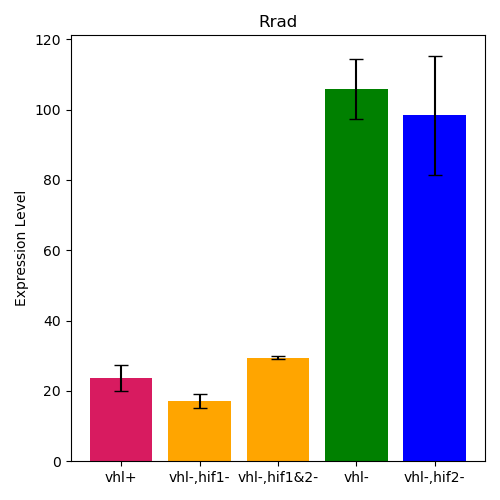 Rrad
Expression Level
120
100
80
60
40
20
0
vhl+
vhl-,hif1-
vhl-,hif1&2-
vhl-
vhl-,hif2-